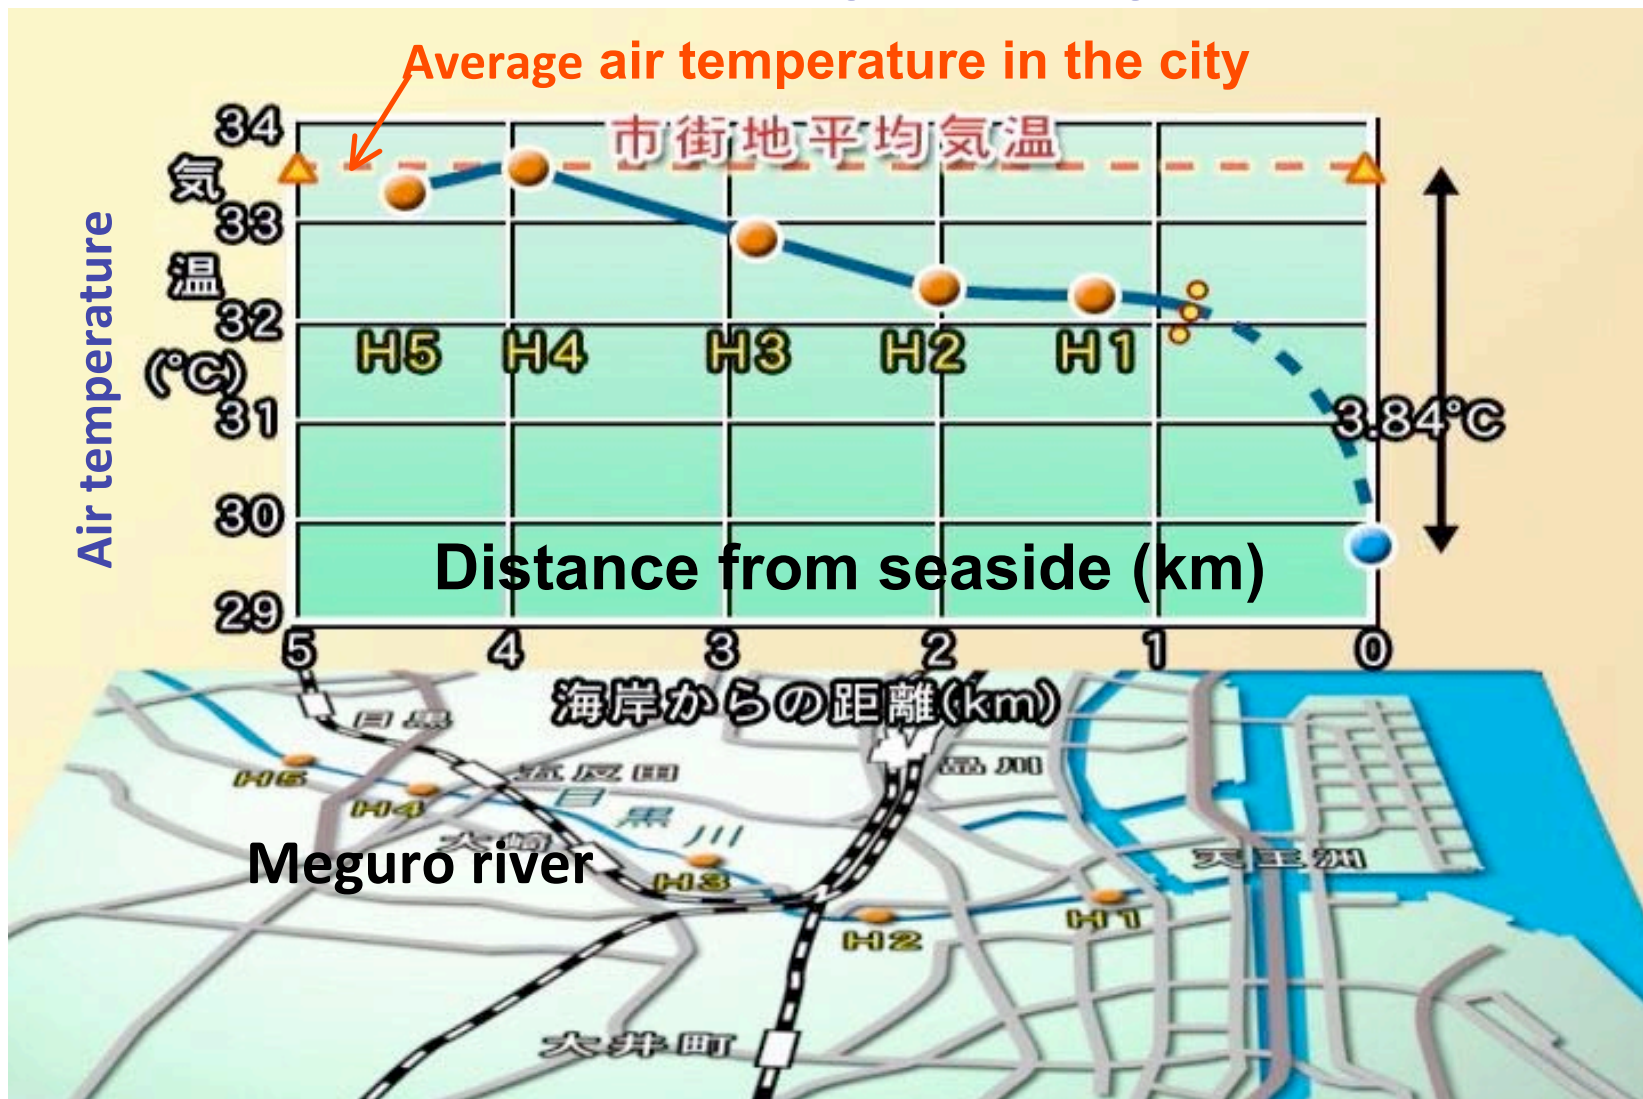 Average air temperature in the city
市街地平均気温
Air temperature
気温(℃)
34
33
32
31
30
29
H5 H4 H3 H2 H1
3.84℃
Distance from seaside (km)
5 4 3 2 1 0
海岸からの距離(km)
目黒
五反田
品川
H5
H4
目黒川
大崎
天王洲
Meguro river
H3
H2
H1
大井町